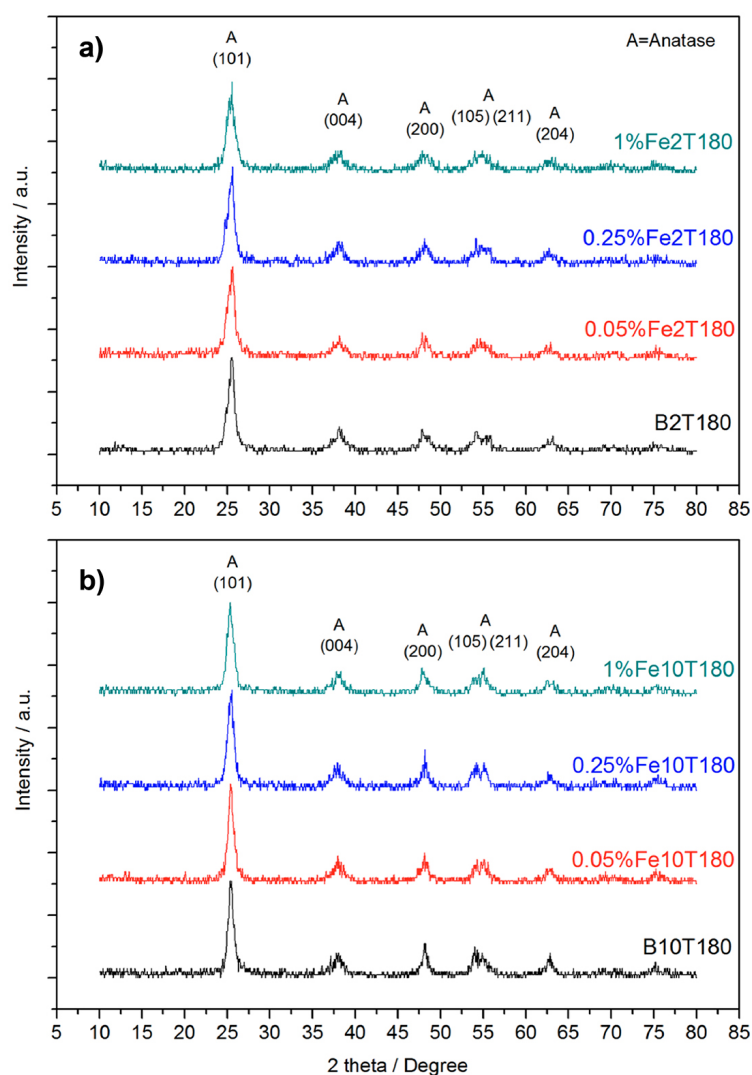 a)
A
(101)
A=Anatase
A
(004)
A
(200)
A
(105) (211)
A
(204)
1%Fe2T180
0.25%Fe2T180
0.05%Fe2T180
B2T180
Intensity / a.u.
5 10 15 20 25 30 35 40 45 50 55 60 65 70 75 80 85
b)
A
(101)
A
(004)
A
(200)
A
(105) (211)
A
(204)
1%Fe10T180
0.25%Fe10T180
0.05%Fe10T180
B10T180
Intensity / a.u.
5 10 15 20 25 30 35 40 45 50 55 60 65 70 75 80 85
2 theta / Degree